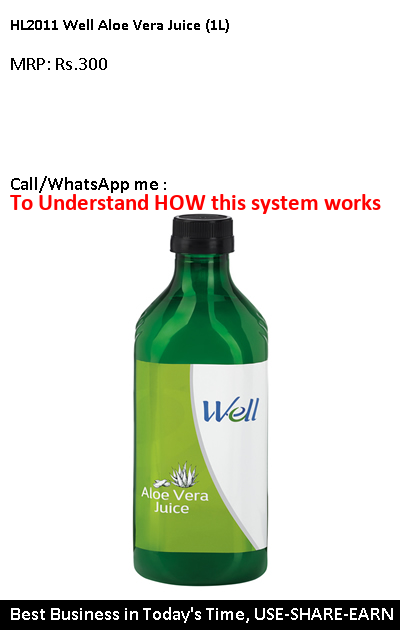 HL2011 Well Aloe Vera Juice (1L)
MRP: Rs.300
Call/WhatsApp me :
To Understand HOW this system works
Well
Aloe Vera
Juice
Best Business in Today's Time, USE-SHARE-EARN